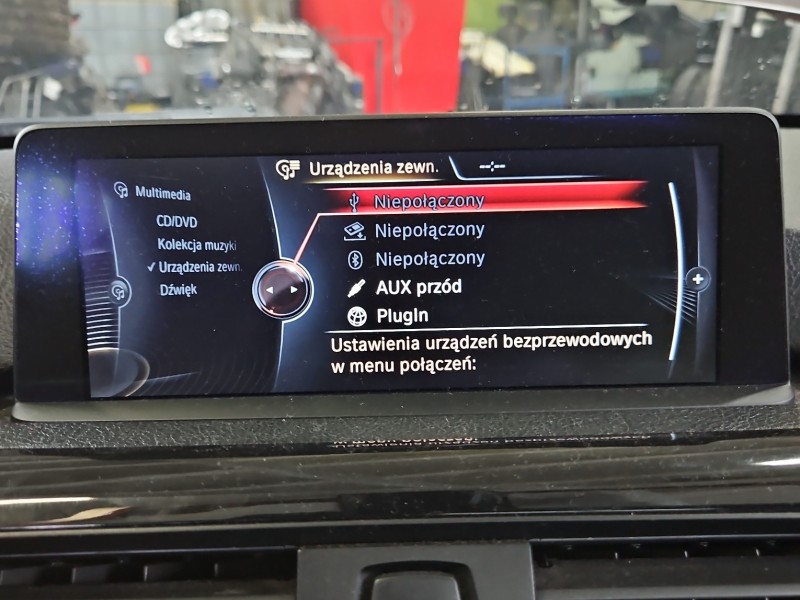 Urządzenia zewn.
--:--
Multimedia
CD/DVD
Kolekcja muzyki
✓ Urządzenia zewn.
Dźwięk
Niepołączony
Niepołączony
Niepołączony
AUX przód
PlugIn
Ustawienia urządzeń bezprzewodowych
w menu połączeń: